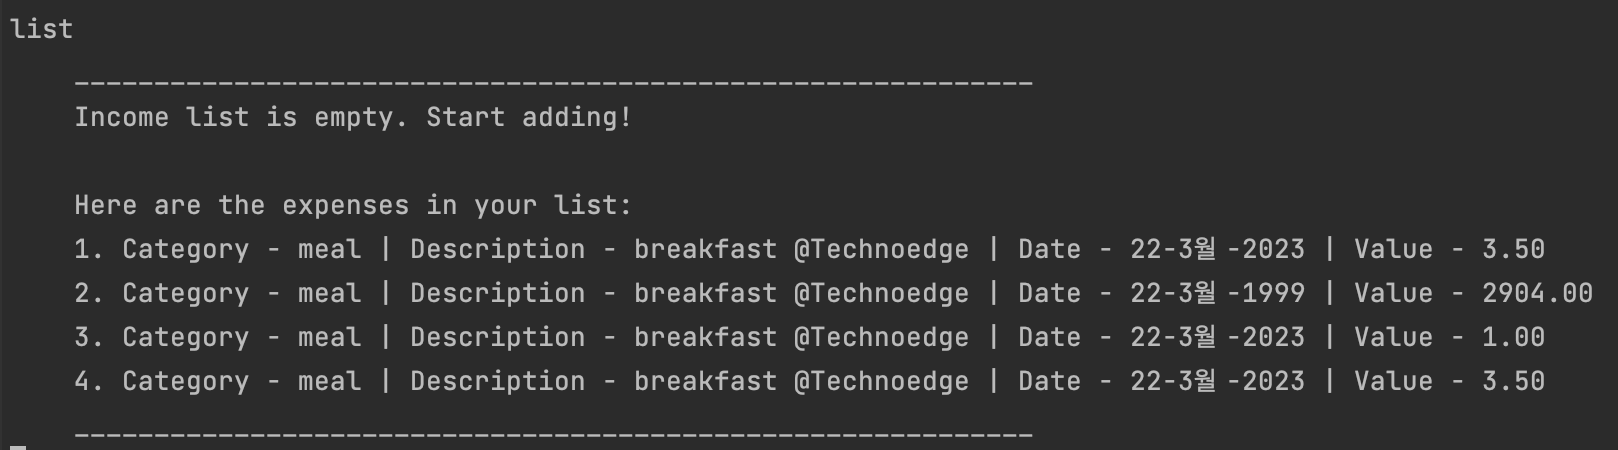 list
____________________________________________________________
Income list is empty. Start adding!
Here are the expenses in your list:
1. Category - meal | Description - breakfast @Technoedge | Date - 22-3월-2023 | Value - 3.50
2. Category - meal | Description - breakfast @Technoedge | Date - 22-3월-1999 | Value - 2904.00
3. Category - meal | Description - breakfast @Technoedge | Date - 22-3월-2023 | Value - 1.00
4. Category - meal | Description - breakfast @Technoedge | Date - 22-3월-2023 | Value - 3.50
____________________________________________________________